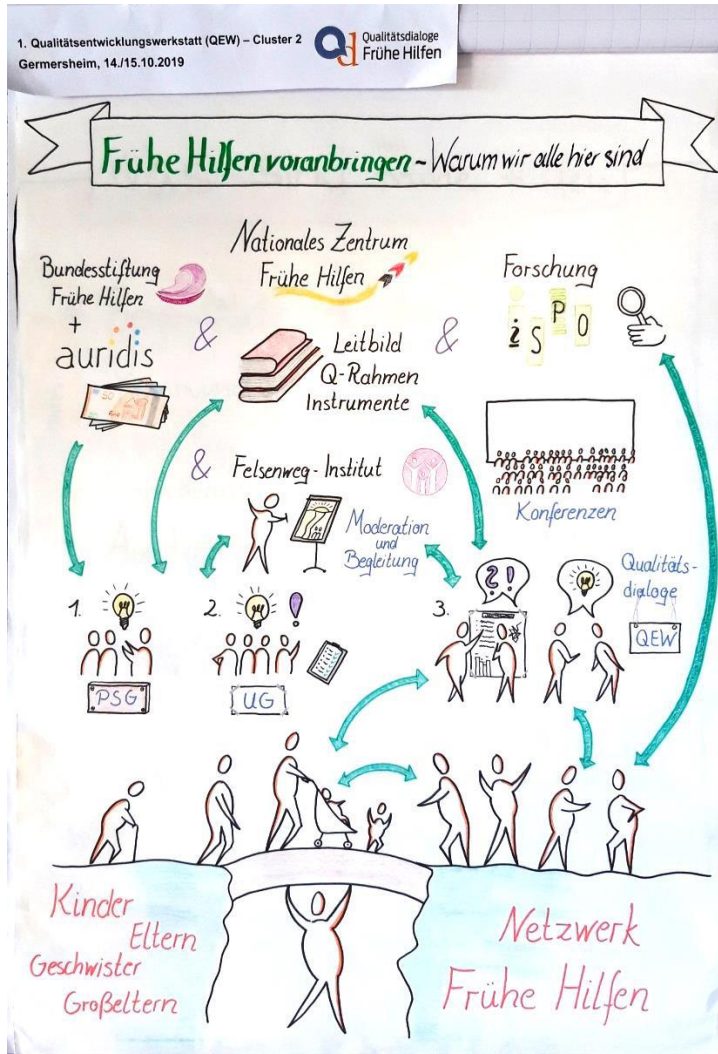 1. Qualitätsentwicklungswerkstatt (QEW) – Cluster 2
Germersheim, 14./15.10.2019
Qualitätsdialoge
Frühe Hilfen
Frühe Hilfen voranbringen - Warum wir alle hier sind
Bundesstiftung
Frühe Hilfen
+
auridis
&
Nationales Zentrum
Frühe Hilfen
Leitbild
Q-Rahmen
Instrumente
&
Forschung
iSPO
Konferenzen
& Felsenweg-Institut
Moderation
und
Begleitung
1.
PSG
2.
!
UG
3.
?!
Qualitäts-
dialoge
QEW
Kinder
Eltern
Geschwister
Großeltern
Netzwerk
Frühe Hilfen